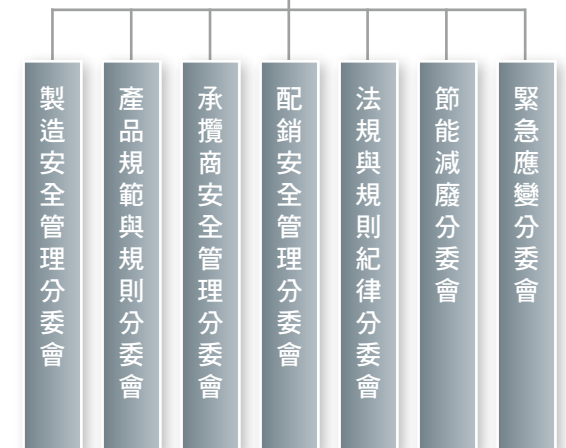 製造安全管理分委會
產品規範與規則分委會
承攬商安全管理分委會
配銷安全管理分委會
法規與規則紀律分委會
節能減廢分委會
緊急應變分委會